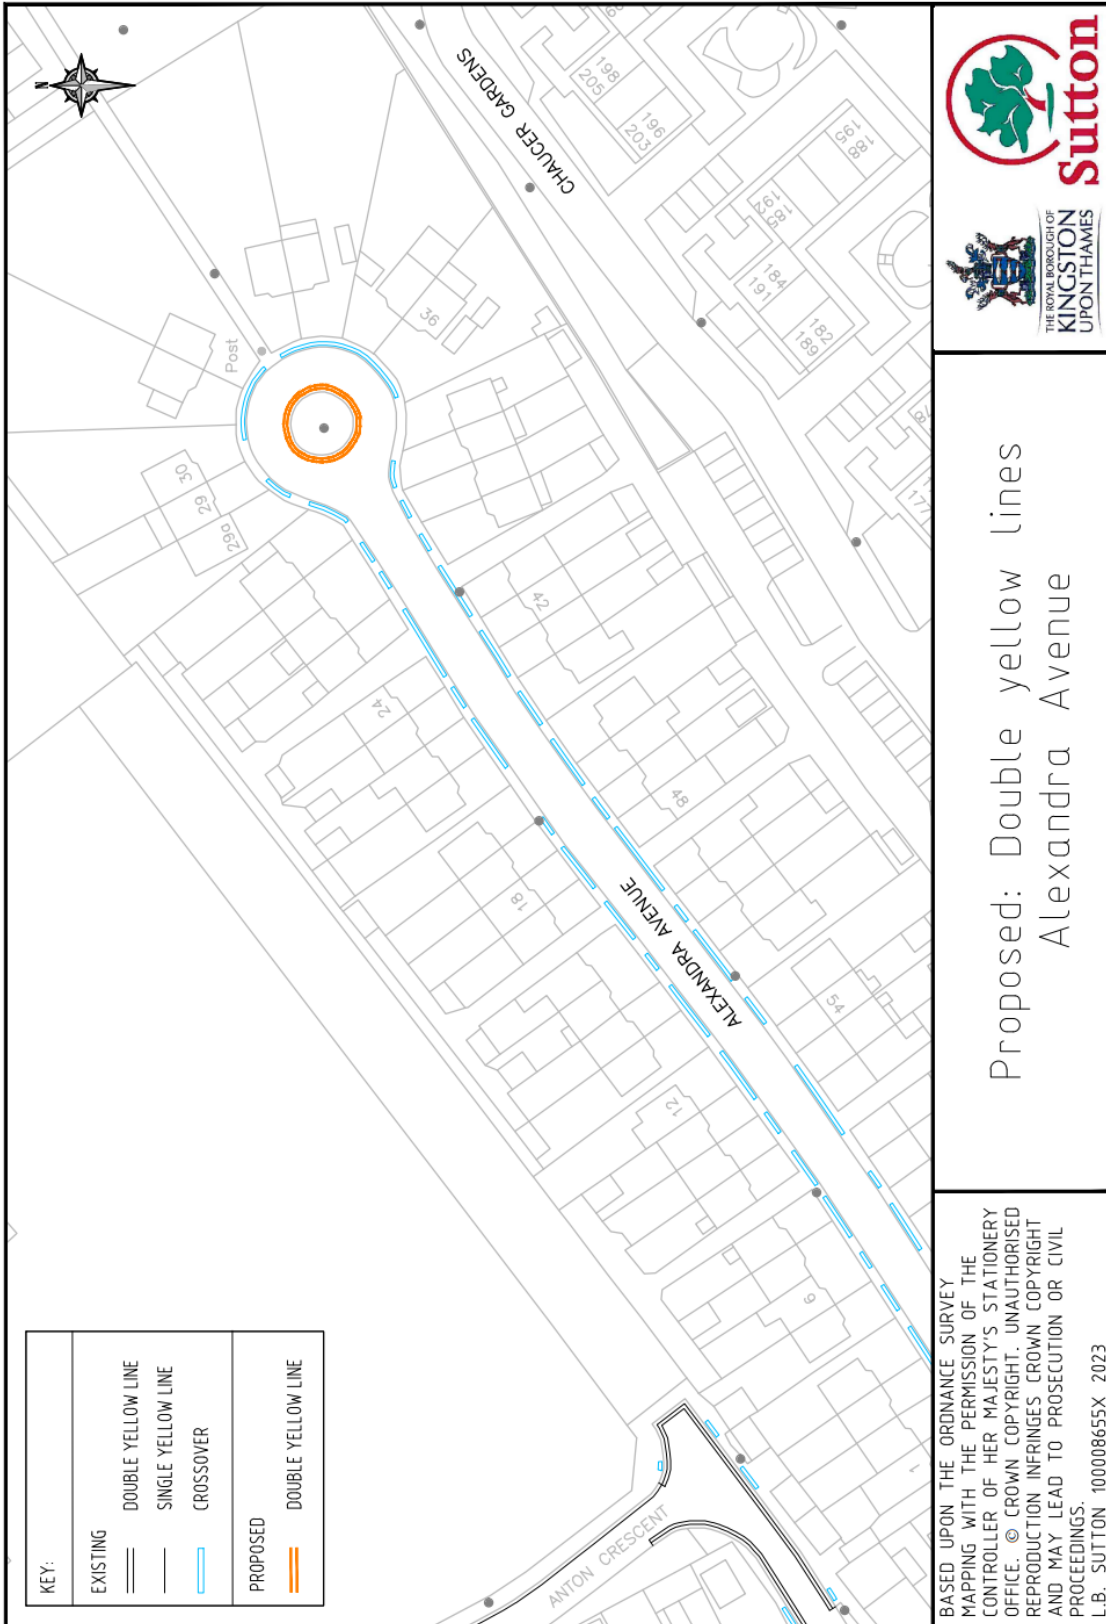 KEY:
EXISTING
DOUBLE YELLOW LINE
SINGLE YELLOW LINE
CROSSOVER
PROPOSED
DOUBLE YELLOW LINE
N
CHAUCER GARDENS
198
205
196
203
184
191
182
189
177
Post
36
30
29
29a
42
24
48
18
54
12
6
1
ALEXANDRA AVENUE
ANTON CRESCENT
BASED UPON THE ORDNANCE SURVEY
MAPPING WITH THE PERMISSION OF THE
CONTROLLER OF HER MAJESTY'S STATIONERY
OFFICE. © CROWN COPYRIGHT. UNAUTHORISED
REPRODUCTION INFRINGES CROWN COPYRIGHT
AND MAY LEAD TO PROSECUTION OR CIVIL
PROCEEDINGS.
L.B. SUTTON 100008655X 2023
Proposed: Double yellow lines
Alexandra Avenue
THE ROYAL BOROUGH OF
KINGSTON
UPON THAMES
Sutton